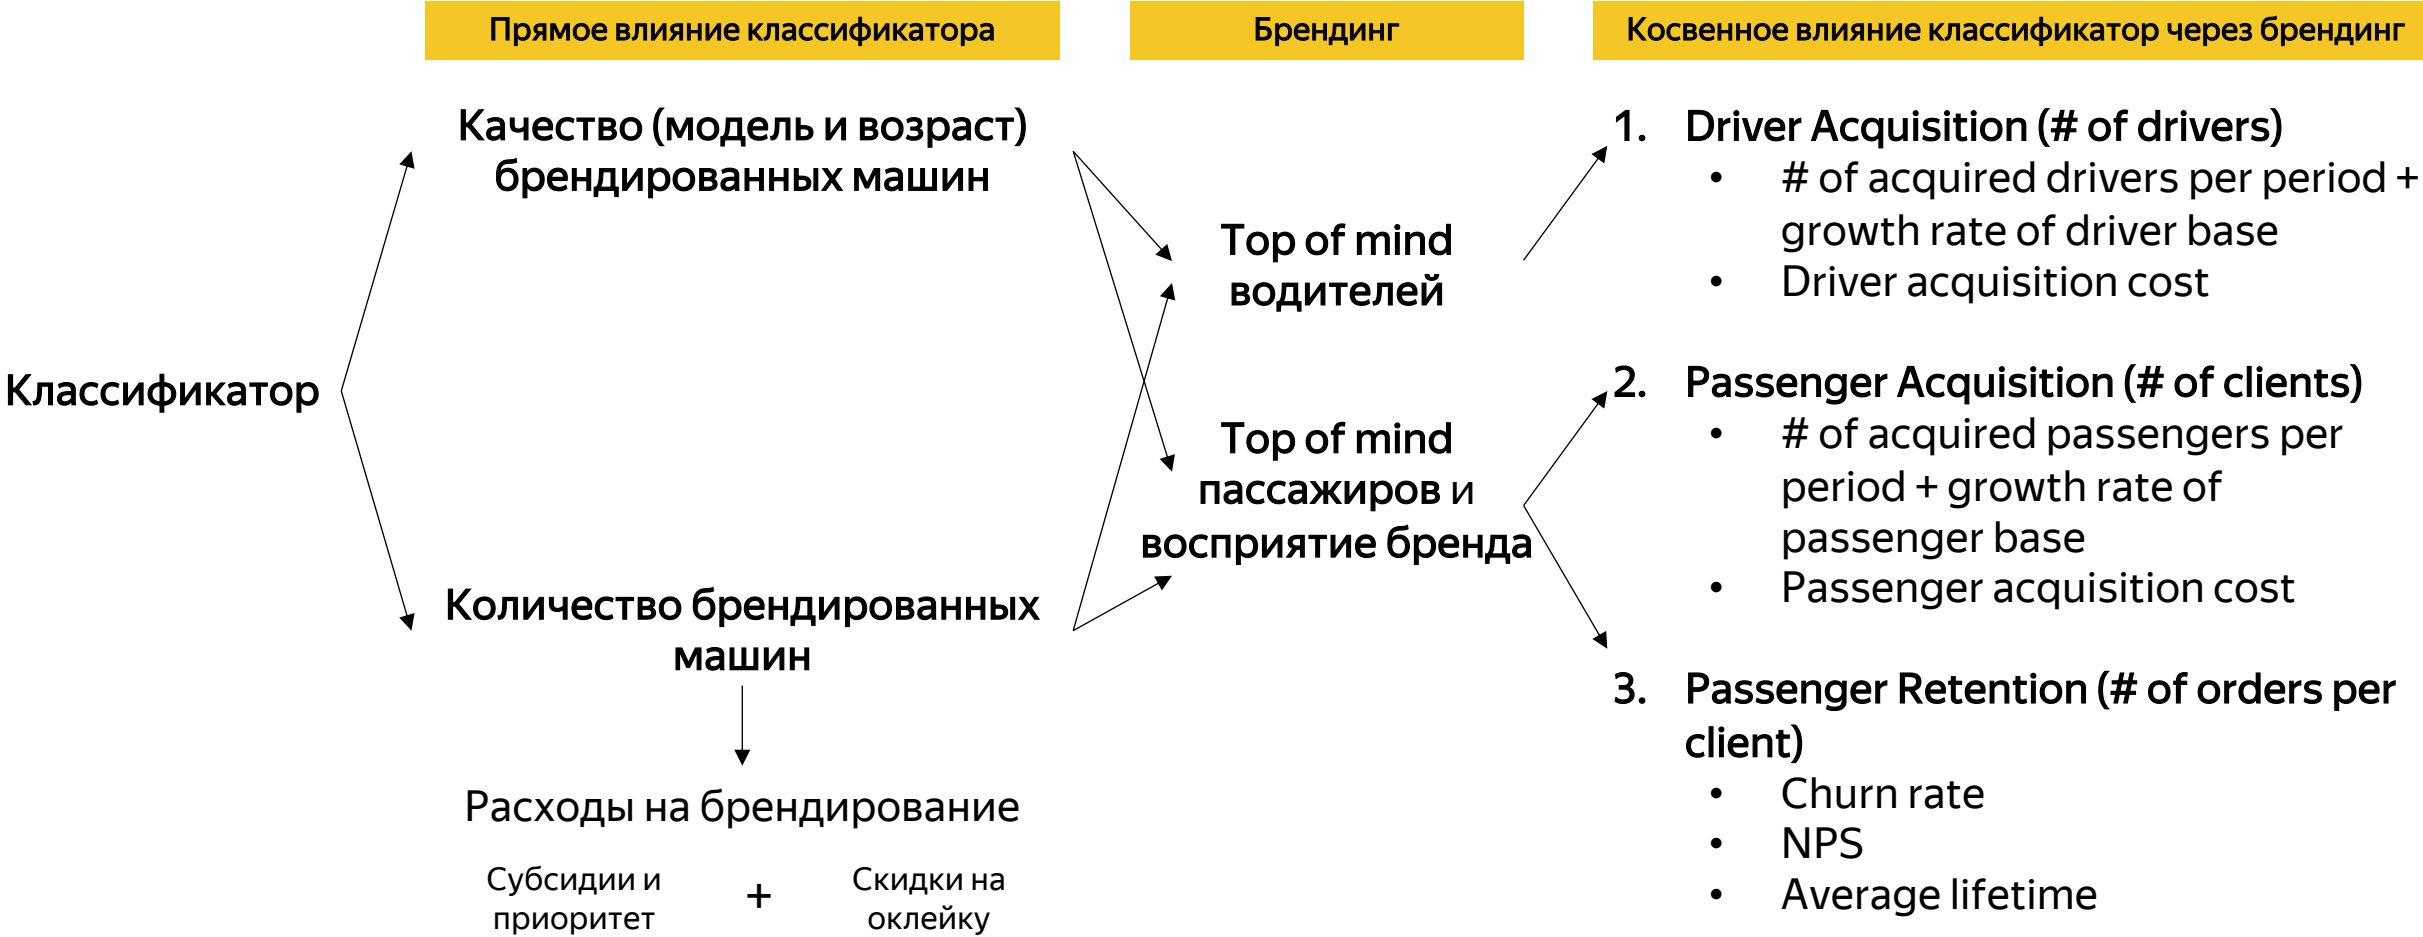 Прямое влияние классификатора
Брендинг
Косвенное влияние классификатор через брендинг
Классификатор
Качество (модель и возраст)
брендированных машин
Количество брендированных
машин
Расходы на брендирование
Субсидии и
приоритет
+
Скидки на
оклейку
Top of mind
водителей
Top of mind
пассажиров и
восприятие бренда
1. Driver Acquisition (# of drivers)
• # of acquired drivers per period +
growth rate of driver base
• Driver acquisition cost
2. Passenger Acquisition (# of clients)
• # of acquired passengers per
period + growth rate of
passenger base
• Passenger acquisition cost
3. Passenger Retention (# of orders per
client)
• Churn rate
• NPS
• Average lifetime